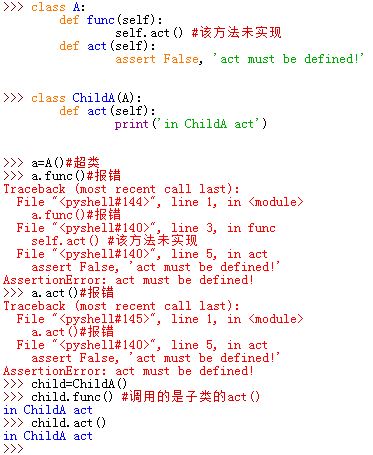 >>> class A:
        def func(self):
                self.act() #该方法未实现
        def act(self):
                assert False, 'act must be defined!'
>>> class ChildA(A):
        def act(self):
                print('in ChildA act')
>>> a=A()#超类
>>> a.func()#报错
Traceback (most recent call last):
  File "<pyshell#144>", line 1, in <module>
    a.func()#报错
  File "<pyshell#140>", line 3, in func
    self.act() #该方法未实现
  File "<pyshell#140>", line 5, in act
    assert False, 'act must be defined!'
AssertionError: act must be defined!
>>> a.act()#报错
Traceback (most recent call last):
  File "<pyshell#145>", line 1, in <module>
    a.act()#报错
  File "<pyshell#140>", line 5, in act
    assert False, 'act must be defined!'
AssertionError: act must be defined!
>>> child=ChildA()
>>> child.func() #调用的是子类的act()
in ChildA act
>>> child.act()
in ChildA act
>>>